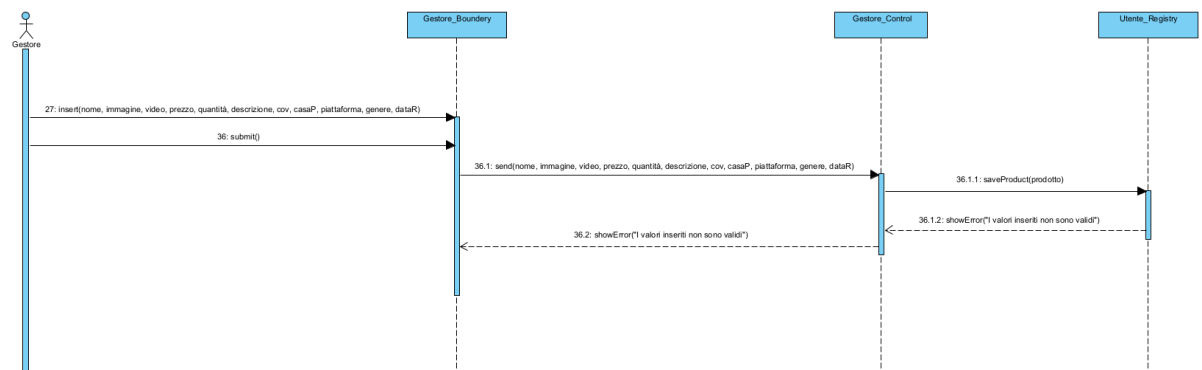 Gestore
Gestore_Boundery
Gestore_Control
Utente_Registry
27: insert(nome, immagine, video, prezzo, quantità, descrizione, cov, casaP, piattaforma, genere, dataR)
36: submit()
36.1: send(nome, immagine, video, prezzo, quantità, descrizione, cov, casaP, piattaforma, genere, dataR)
36.1.1: saveProduct(prodotto)
36.1.2: showError("I valori inseriti non sono validi")
36.2: showError("I valori inseriti non sono validi")